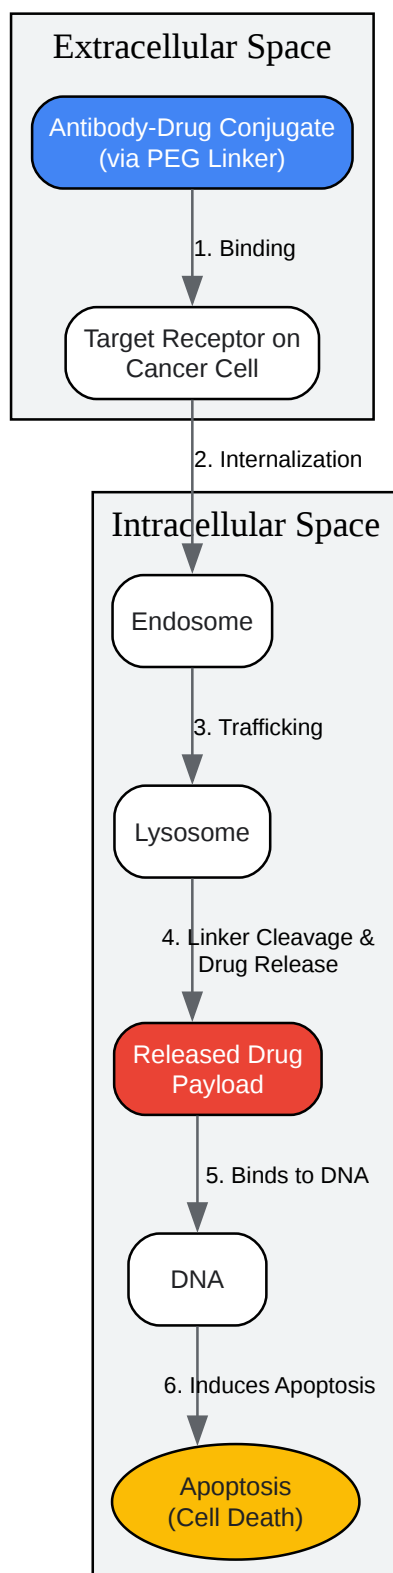 Extracellular Space
Antibody-Drug Conjugate
(via PEG Linker)
1. Binding
Target Receptor on
Cancer Cell
2. Internalization
Intracellular Space
Endosome
3. Trafficking
Lysosome
4. Linker Cleavage &
Drug Release
Released Drug
Payload
5. Binds to DNA
DNA
6. Induces Apoptosis
Apoptosis
(Cell Death)